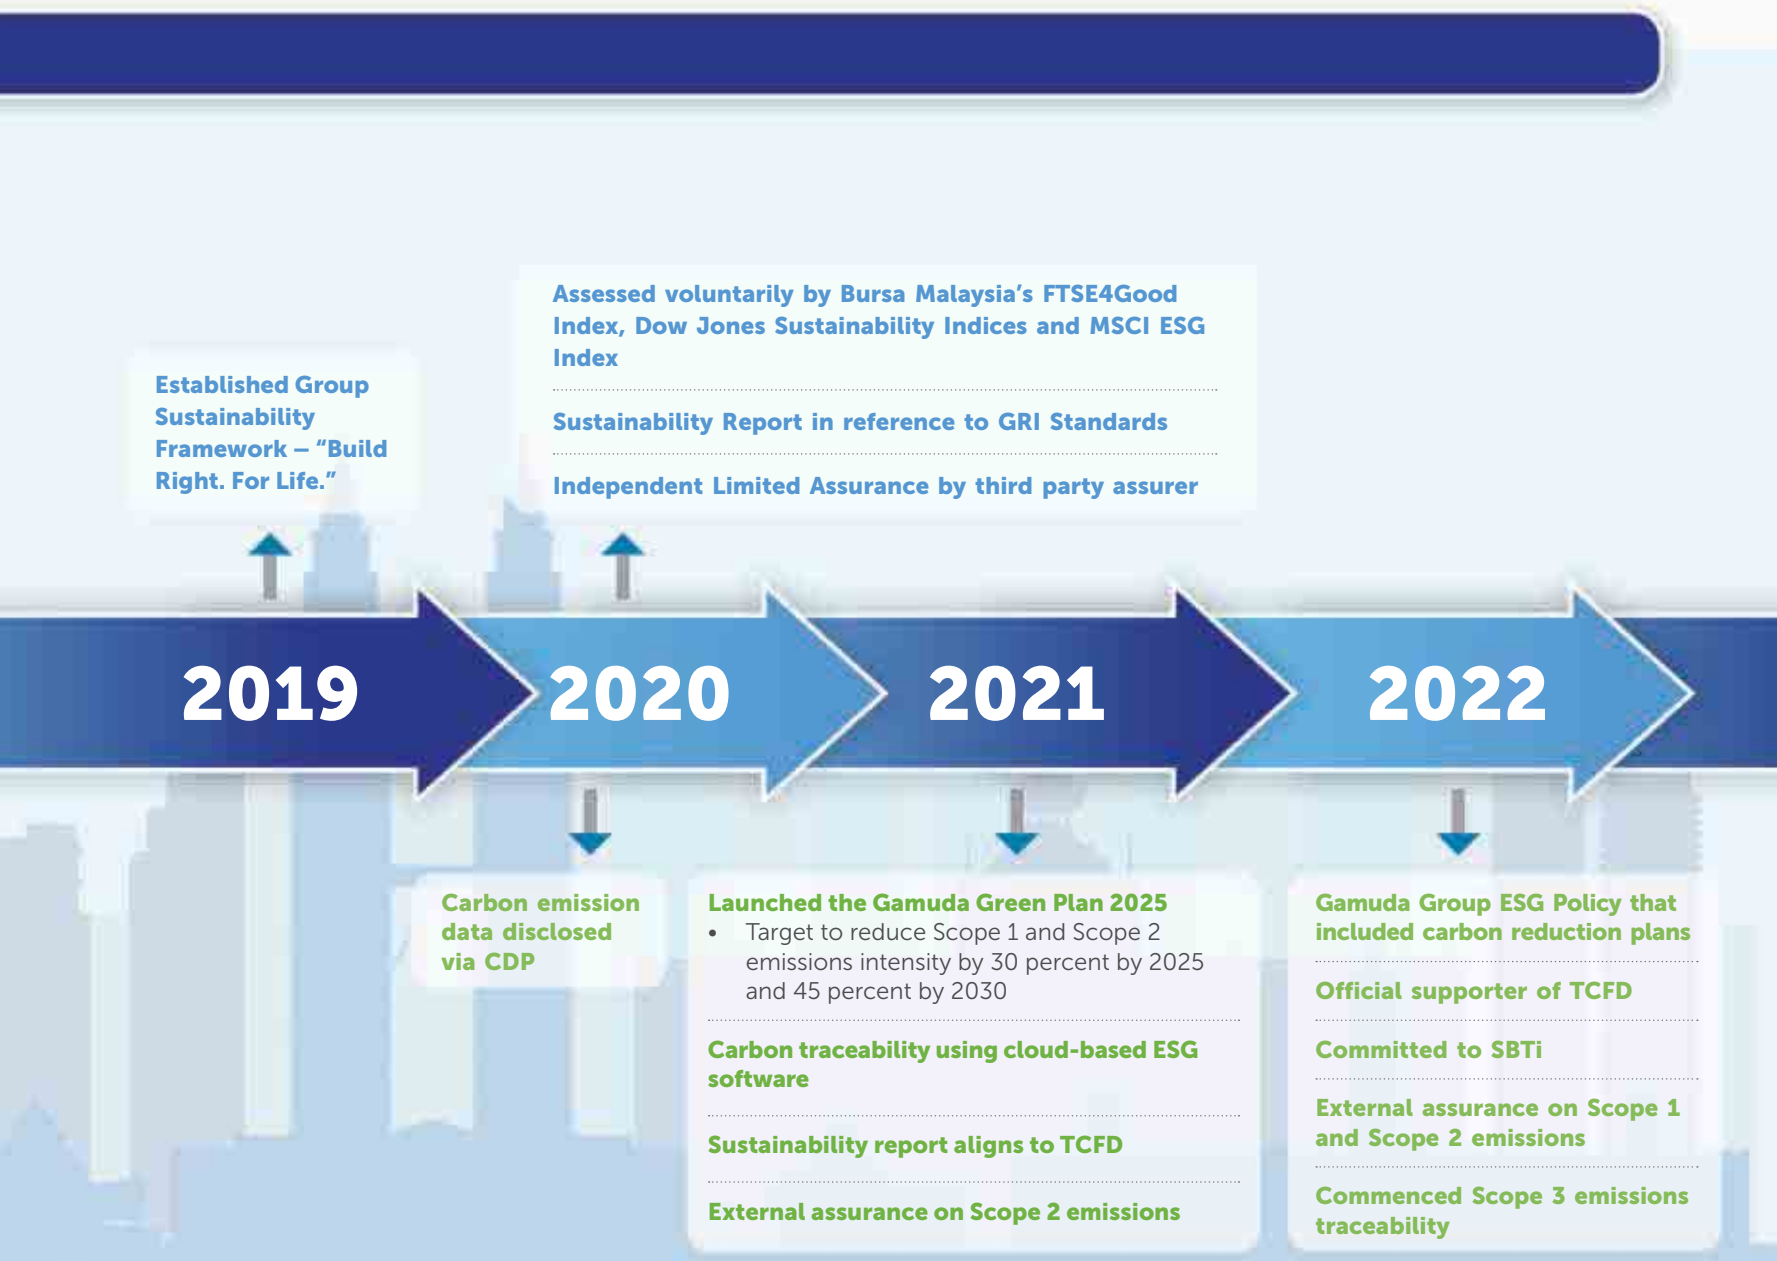 Assessed voluntarily by Bursa Malaysia’s FTSE4Good
Index, Dow Jones Sustainability Indices and MSCI ESG
Index
Sustainability Report in reference to GRI Standards
Independent Limited Assurance by third party assurer
Established Group
Sustainability
Framework – “Build
Right. For Life.”
2019
2020
2021
2022
Carbon emission
data disclosed
via CDP
Launched the Gamuda Green Plan 2025
• Target to reduce Scope 1 and Scope 2
emissions intensity by 30 percent by 2025
and 45 percent by 2030
Carbon traceability using cloud-based ESG
software
Sustainability report aligns to TCFD
External assurance on Scope 2 emissions
Gamuda Group ESG Policy that
included carbon reduction plans
Official supporter of TCFD
Committed to SBTi
External assurance on Scope 1
and Scope 2 emissions
Commenced Scope 3 emissions
traceability